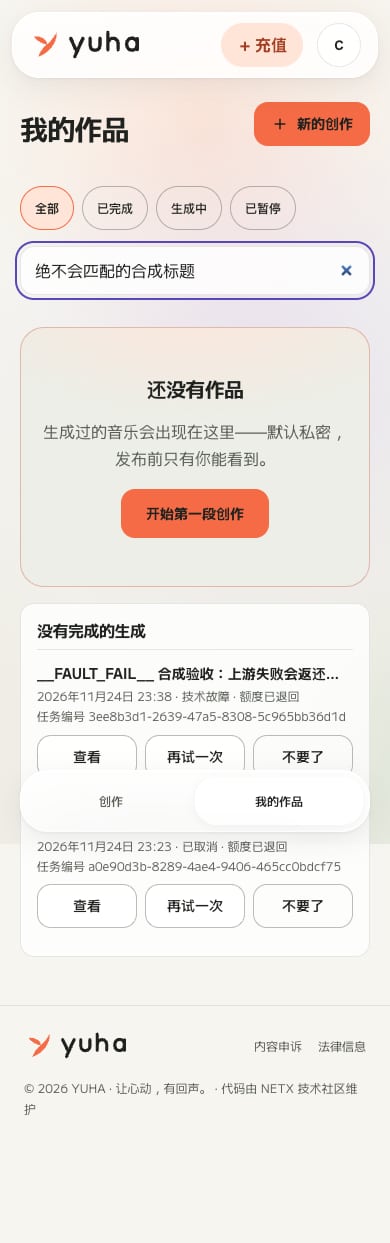 yuha
+ 充值
C
我的作品
+ 新的创作
全部
已完成
生成中
已暂停
绝不会匹配的合成标题
×
还没有作品
生成过的音乐会出现在这里——默认私密，
发布前只有你能看到。
开始第一段创作
没有完成的生成
__FAULT_FAIL__ 合成验收：上游失败会返还...
2026年11月24日 23:38 · 技术故障 · 额度已退回
任务编号 3ee8b3d1-2639-47a5-8308-5c965bb36d1d
查看
再试一次
不要了
创作
我的作品
2026年11月24日 23:23 · 已取消 · 额度已退回
任务编号 a0e90d3b-8289-4ae4-9406-465cc0bdcf75
查看
再试一次
不要了
yuha
内容申诉
法律信息
© 2026 YUHA · 让心动，有回声。 · 代码由 NETX 技术社区维
护